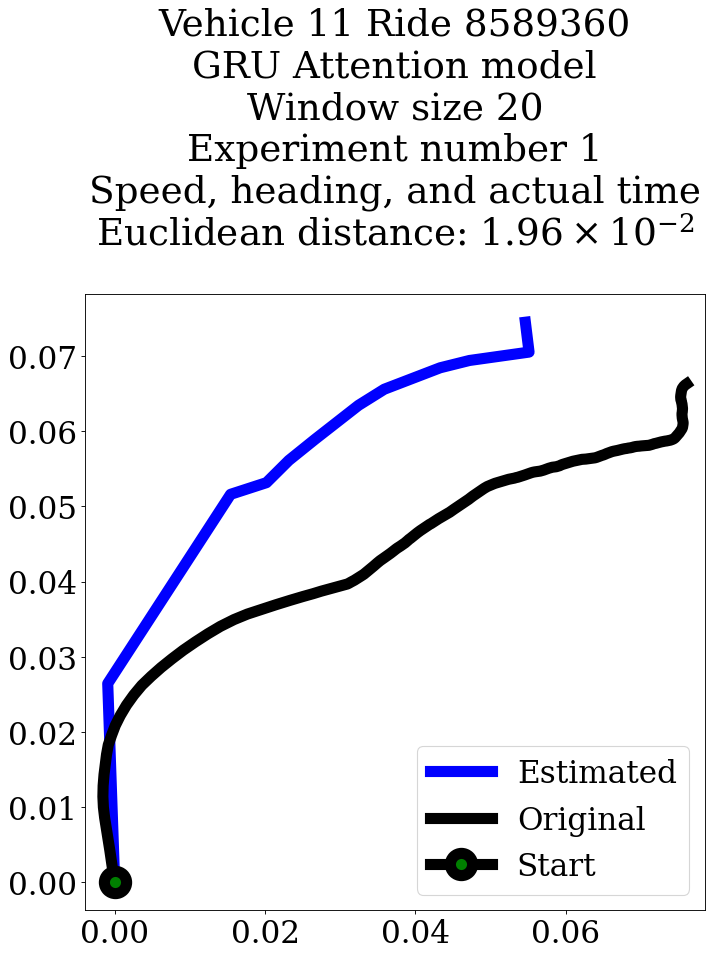 Vehicle 11 Ride 8589360
GRU Attention model
Window size 20
Experiment number 1
Speed, heading, and actual time
Euclidean distance: 1.96 × 10⁻²
0.07
0.06
0.05
0.04
0.03
0.02
0.01
0.00
0.00 0.02 0.04 0.06
Estimated
Original
Start